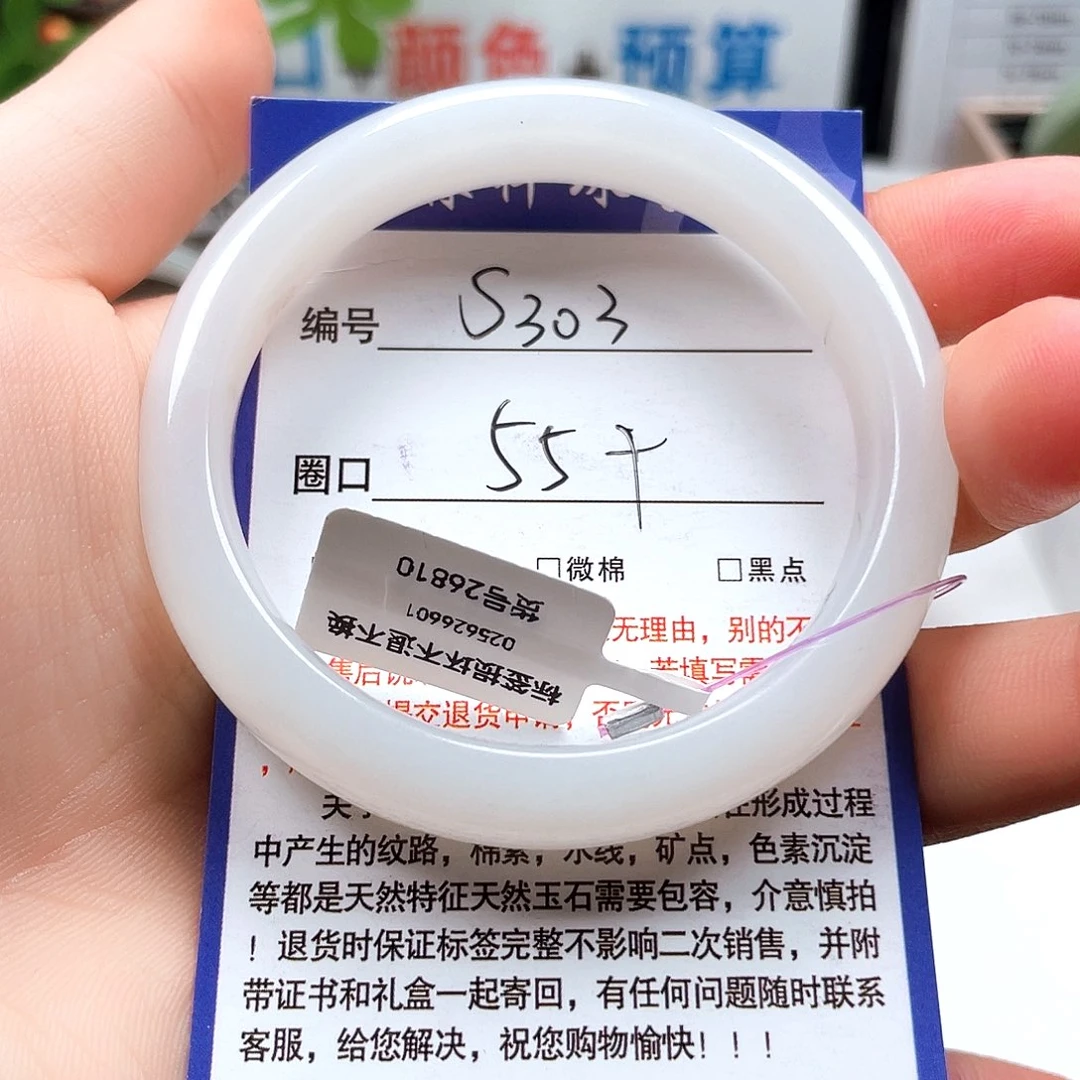 口+颜色+预算
编号 S303
圈口 55+
□微棉 □黑点
货号26810
025626601
标签损坏不退不换
无理由，别的不
售后
若填写需
提交退货申请，否
形成过程
中产生的纹路，棉絮，水线，矿点，色素沉淀
等都是天然特征天然玉石需要包容，介意慎拍
！退货时保证标签完整不影响二次销售，并附
带证书和礼盒一起寄回，有任何问题随时联系
客服，给您解决，祝您购物愉快！！！